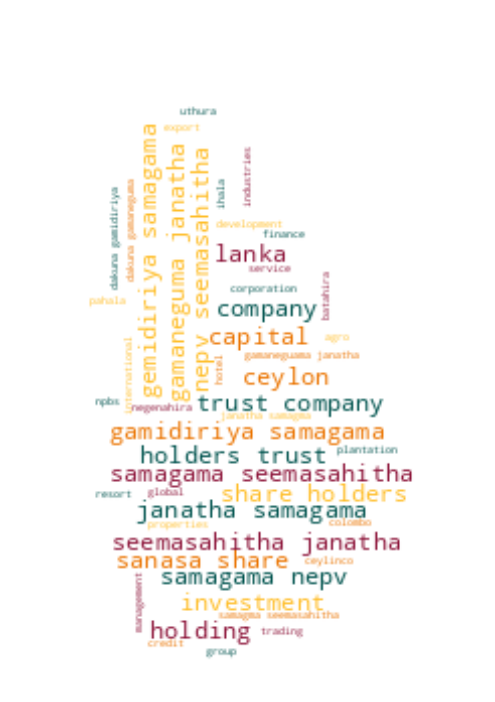 uthura
export
gemidiriya samagama
gamaneguma janatha
nepv seemasahitha
industries
ihala
dakuna gamidiriya
dakuna gamaneguma
development
finance
lanka
service
corporation
batahira
pahala
company
capital
agro
international
gamaneguama janatha
hotel
ceylon
npbs
negenahira
trust company
janatha samagma
gamidiriya samagama
holders trust
plantation
samagama seemasahitha
resort
global
share holders
janatha samagama
properties
colombo
seemasahitha janatha
sanasa share
ceylinco
samagama nepv
management
investment
samagma seemasahitha
holding
trading
credit
group